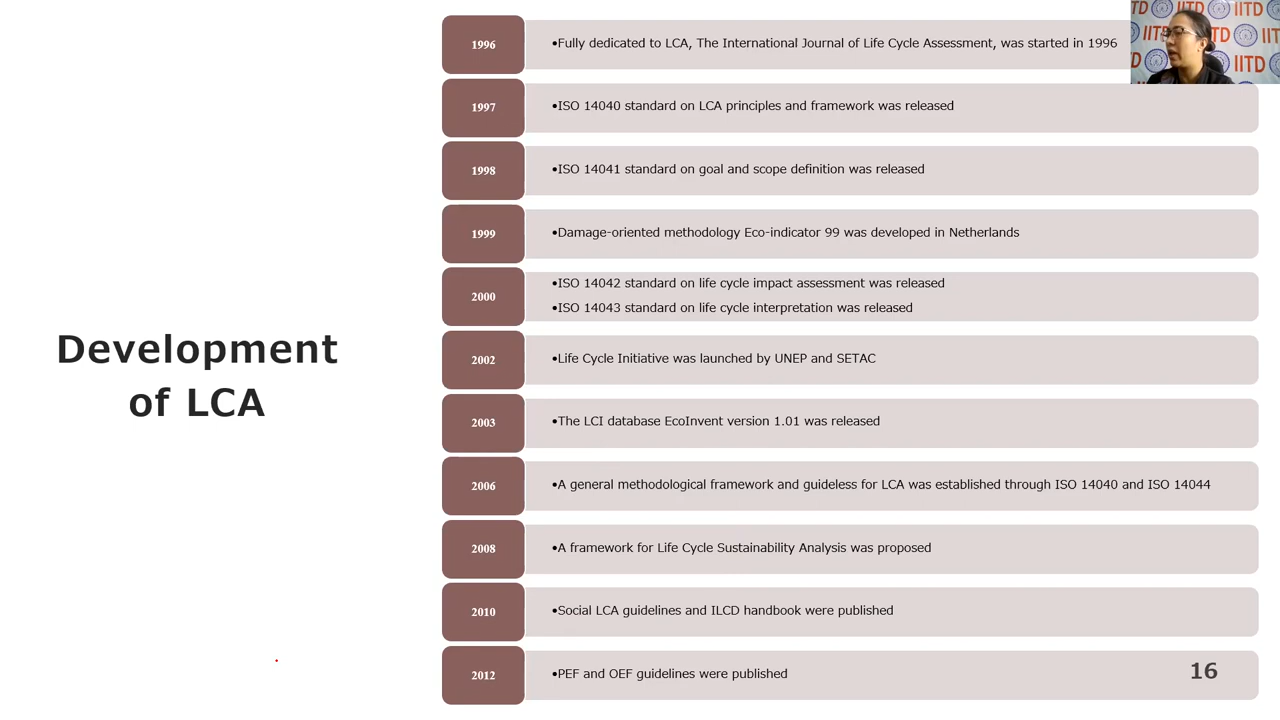 Development
of LCA
1996
•Fully dedicated to LCA, The International Journal of Life Cycle Assessment, was started in 1996
1997
•ISO 14040 standard on LCA principles and framework was released
1998
•ISO 14041 standard on goal and scope definition was released
1999
•Damage-oriented methodology Eco-indicator 99 was developed in Netherlands
2000
•ISO 14042 standard on life cycle impact assessment was released
•ISO 14043 standard on life cycle interpretation was released
2002
•Life Cycle Initiative was launched by UNEP and SETAC
2003
•The LCI database EcoInvent version 1.01 was released
2006
•A general methodological framework and guideless for LCA was established through ISO 14040 and ISO 14044
2008
•A framework for Life Cycle Sustainability Analysis was proposed
2010
•Social LCA guidelines and ILCD handbook were published
2012
•PEF and OEF guidelines were published
16
IITD IITD
IITD
IITD IITD